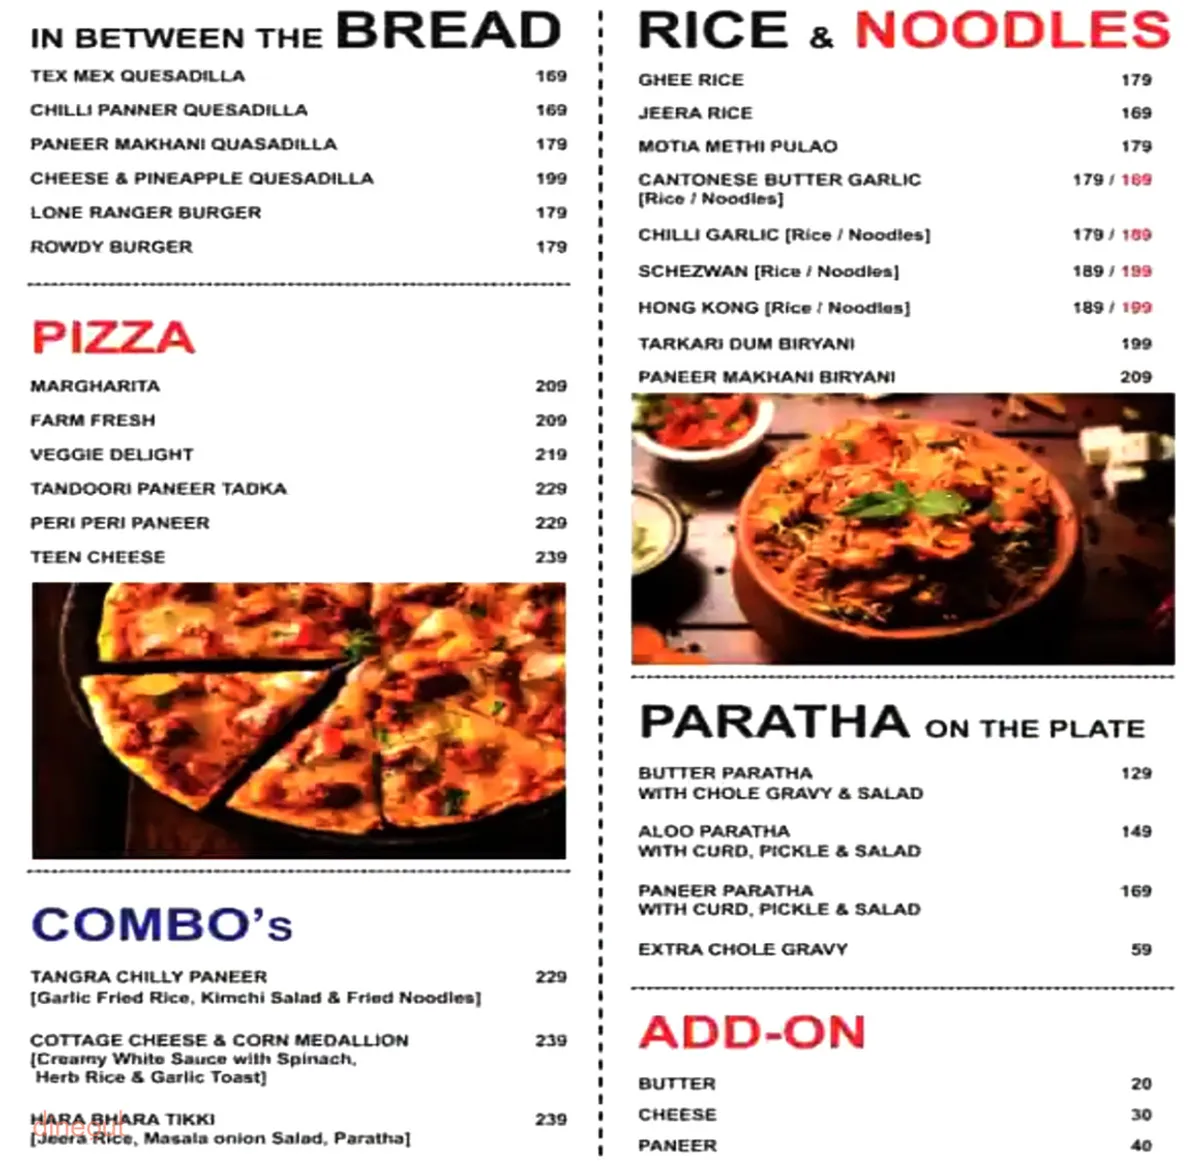 IN BETWEEN THE BREAD
TEX MEX QUESADILLA 169
CHILLI PANNER QUESADILLA 169
PANEER MAKHANI QUASADILLA 179
CHEESE & PINEAPPLE QUESADILLA 199
LONE RANGER BURGER 179
ROWDY BURGER 179
PIZZA
MARGHARITA 209
FARM FRESH 209
VEGGIE DELIGHT 219
TANDOORI PANEER TADKA 229
PERI PERI PANEER 229
TEEN CHEESE 239
COMBO's
TANGRA CHILLY PANEER 229
[Garlic Fried Rice, Kimchi Salad & Fried Noodles]
COTTAGE CHEESE & CORN MEDALLION 239
[Creamy White Sauce with Spinach,
Herb Rice & Garlic Toast]
HARA BHARA TIKKI 239
dineout
[Jeera Rice, Masala onion Salad, Paratha]
RICE & NOODLES
GHEE RICE 179
JEERA RICE 169
MOTIA METHI PULAO 179
CANTONESE BUTTER GARLIC 179 / 189
[Rice / Noodles]
CHILLI GARLIC [Rice / Noodles] 179 / 189
SCHEZWAN [Rice / Noodles] 189 / 199
HONG KONG [Rice / Noodles] 189 / 199
TARKARI DUM BIRYANI 199
PANEER MAKHANI BIRYANI 209
PARATHA ON THE PLATE
BUTTER PARATHA 129
WITH CHOLE GRAVY & SALAD
ALOO PARATHA 149
WITH CURD, PICKLE & SALAD
PANEER PARATHA 169
WITH CURD, PICKLE & SALAD
EXTRA CHOLE GRAVY 59
ADD-ON
BUTTER 20
CHEESE 30
PANEER 40